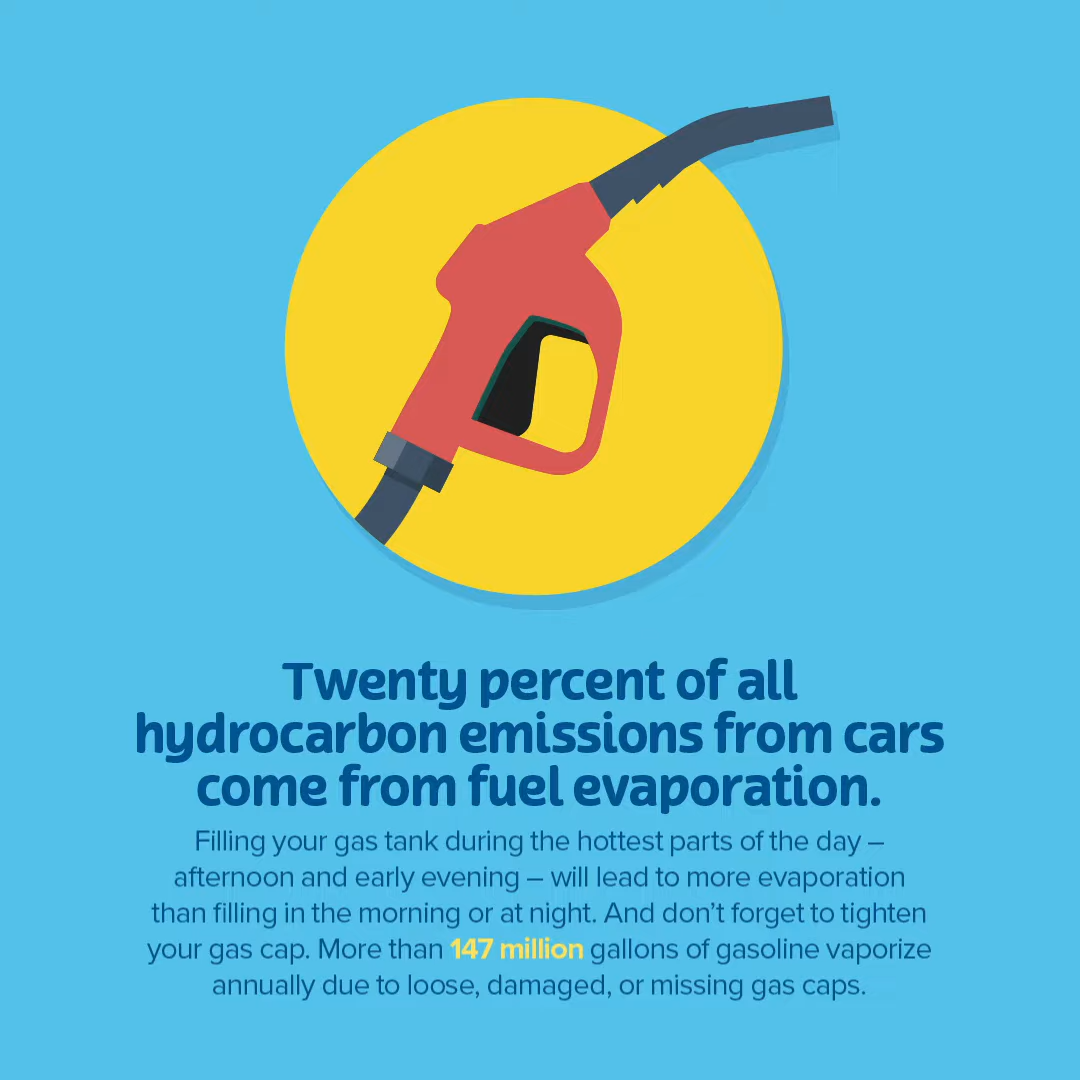 Twenty percent of all
hydrocarbon emissions from cars
come from fuel evaporation.
Filling your gas tank during the hottest parts of the day –
afternoon and early evening – will lead to more evaporation
than filling in the morning or at night. And don’t forget to tighten
your gas cap. More than 147 million gallons of gasoline vaporize
annually due to loose, damaged, or missing gas caps.